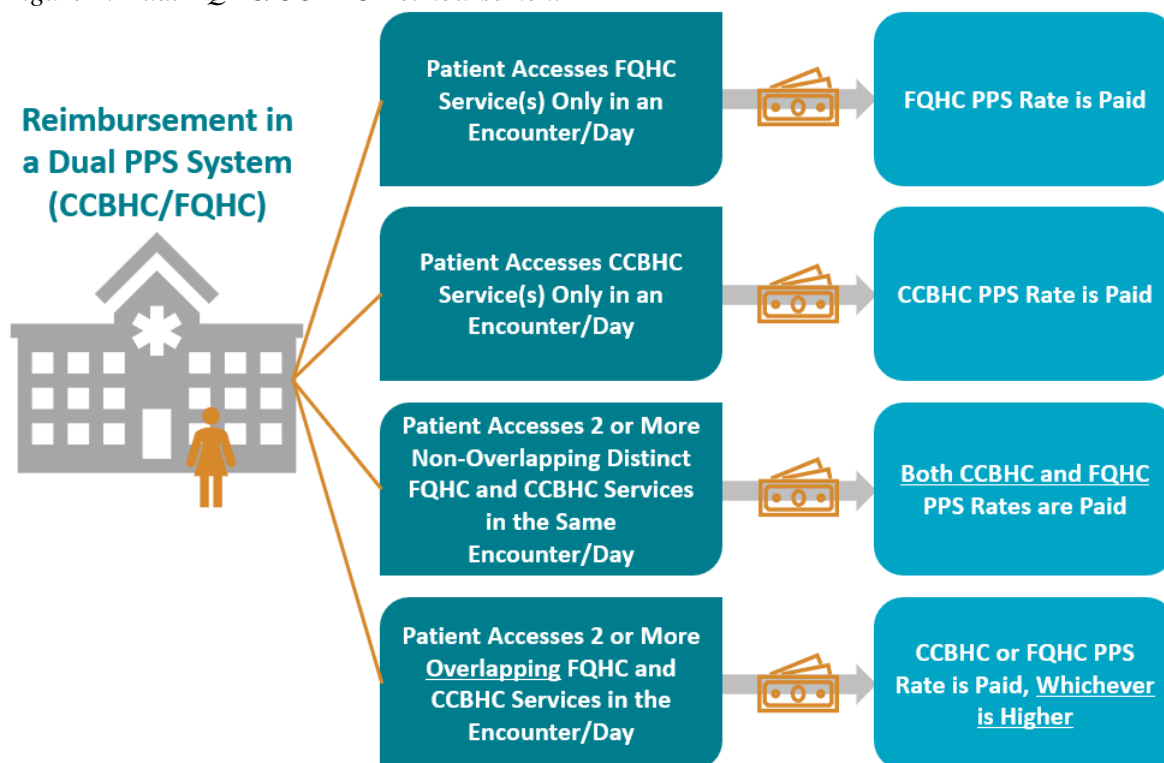 Reimbursement in
a Dual PPS System
(CCBHC/FQHC)
Patient Accesses FQHC
Service(s) Only in an
Encounter/Day
FQHC PPS Rate is Paid
Patient Accesses CCBHC
Service(s) Only in an
Encounter/Day
CCBHC PPS Rate is Paid
Patient Accesses 2 or More
Non-Overlapping Distinct
FQHC and CCBHC Services
in the Same
Encounter/Day
Both CCBHC and FQHC
PPS Rates are Paid
Patient Accesses 2 or More
Overlapping FQHC and
CCBHC Services in the
Encounter/Day
CCBHC or FQHC PPS
Rate is Paid, Whichever
is Higher